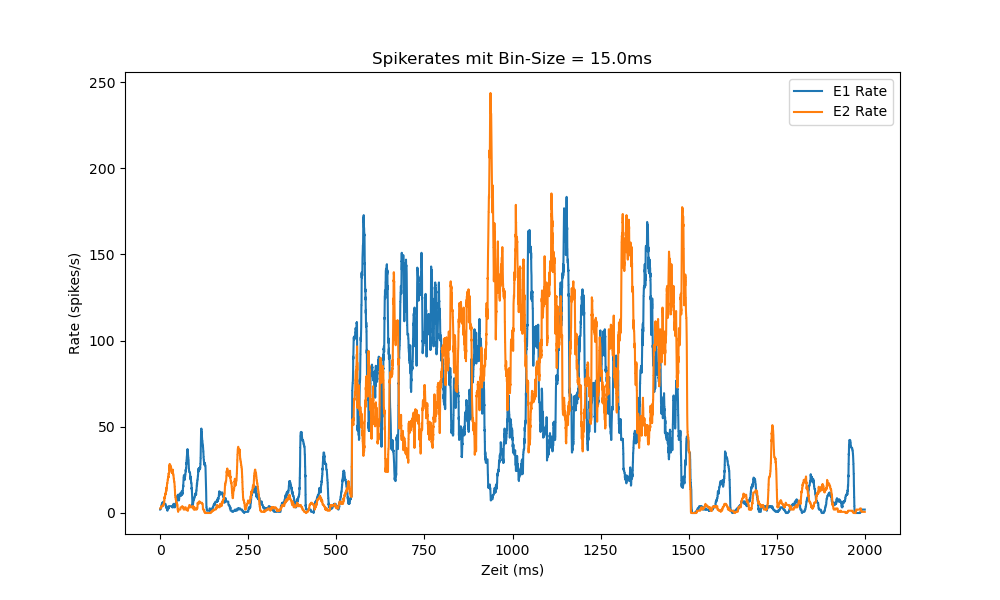 Spikerates mit Bin-Size = 15.0ms
E1 Rate
E2 Rate
250
200
150
100
50
0
Rate (spikes/s)
0 250 500 750 1000 1250 1500 1750 2000
Zeit (ms)